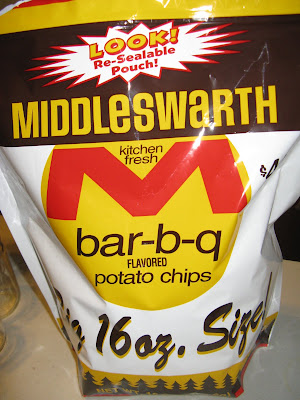 LOOK!
Re-Sealable
Pouch!
MIDDLESWARTH
kitchen
fresh
M
bar-b-q
FLAVORED
potato chips
16oz. Size!